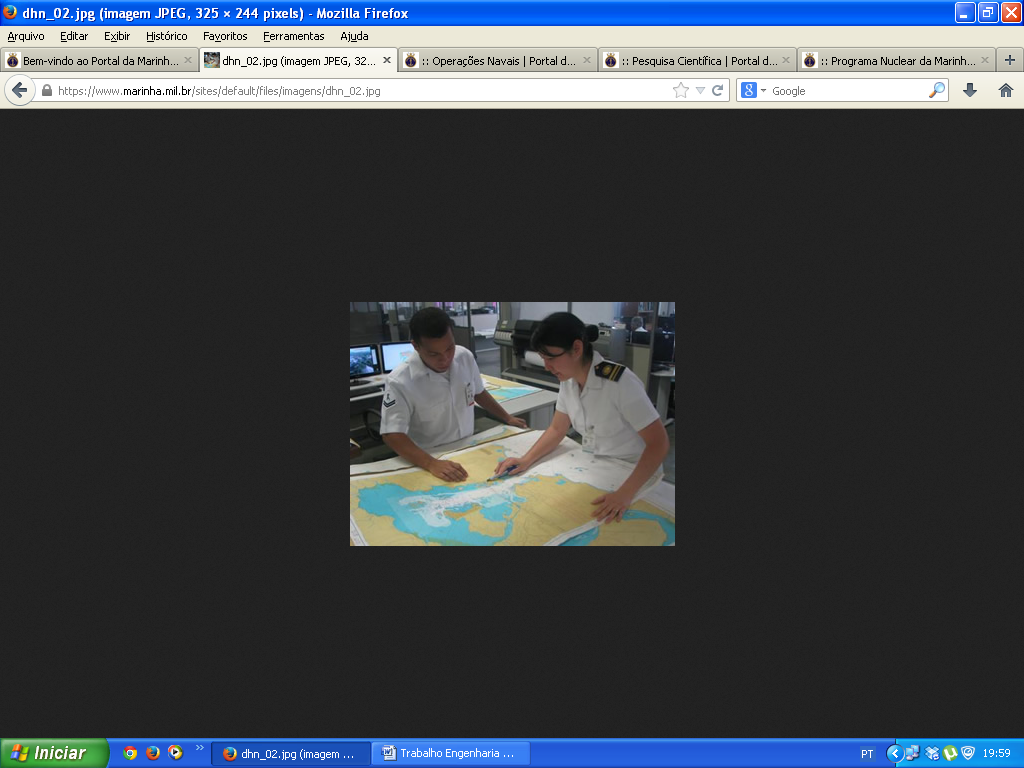 dhn_02.jpg (imagem JPEG, 325 × 244 pixels) - Mozilla Firefox
Arquivo Editar Exibir Histórico Favoritos Ferramentas Ajuda
Bem-vindo ao Portal da Marinh... dhn_02.jpg (imagem JPEG, 32... :: Operações Navais | Portal d... :: Pesquisa Científica | Portal d... :: Programa Nuclear da Marinh...
https://www.marinha.mil.br/sites/default/files/imagens/dhn_02.jpg Google
Iniciar dhn_02.jpg (imagem ... Trabalho Engenharia ... PT 19:59